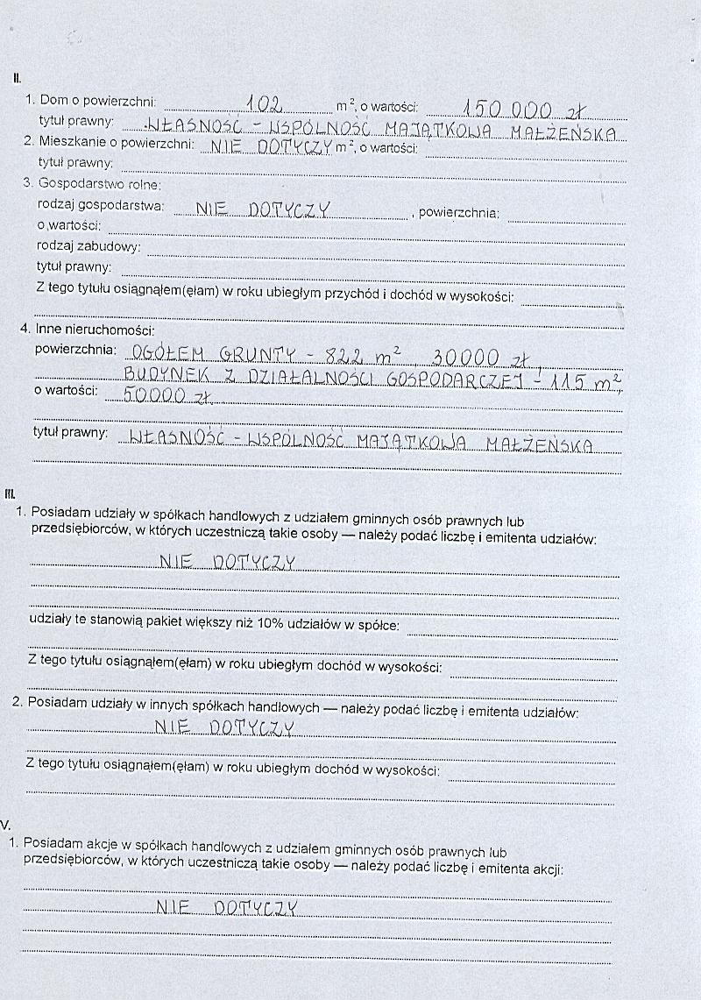 II.
1. Dom o powierzchni: 102 m², o wartości: 150 000 zł
tytuł prawny: WŁASNOŚĆ - WSPÓLNOŚĆ MAJĄTKOWA MAŁŻEŃSKA
2. Mieszkanie o powierzchni: NIE DOTYCZY m², o wartości:
tytuł prawny:
3. Gospodarstwo rolne:
rodzaj gospodarstwa: NIE DOTYCZY, powierzchnia:
o wartości:
rodzaj zabudowy:
tytuł prawny:
Z tego tytułu osiągnąłem(ęłam) w roku ubiegłym przychód i dochód w wysokości:
4. Inne nieruchomości:
powierzchnia: OGÓŁEM GRUNTY - 822 m², 30000 zł,
BUDYNEK Z DZIAŁALNOŚCI GOSPODARCZEJ - 115 m²,
o wartości: 50000 zł
tytuł prawny: WŁASNOŚĆ - WSPÓLNOŚĆ MAJĄTKOWA MAŁŻEŃSKA
III.
1. Posiadam udziały w spółkach handlowych z udziałem gminnych osób prawnych lub
przedsiębiorców, w których uczestniczą takie osoby — należy podać liczbę i emitenta udziałów:
NIE DOTYCZY
udziały te stanowią pakiet większy niż 10% udziałów w spółce:
Z tego tytułu osiągnąłem(ęłam) w roku ubiegłym dochód w wysokości:
2. Posiadam udziały w innych spółkach handlowych — należy podać liczbę i emitenta udziałów:
NIE DOTYCZY
Z tego tytułu osiągnąłem(ęłam) w roku ubiegłym dochód w wysokości:
V.
1. Posiadam akcje w spółkach handlowych z udziałem gminnych osób prawnych lub
przedsiębiorców, w których uczestniczą takie osoby — należy podać liczbę i emitenta akcji:
NIE DOTYCZY